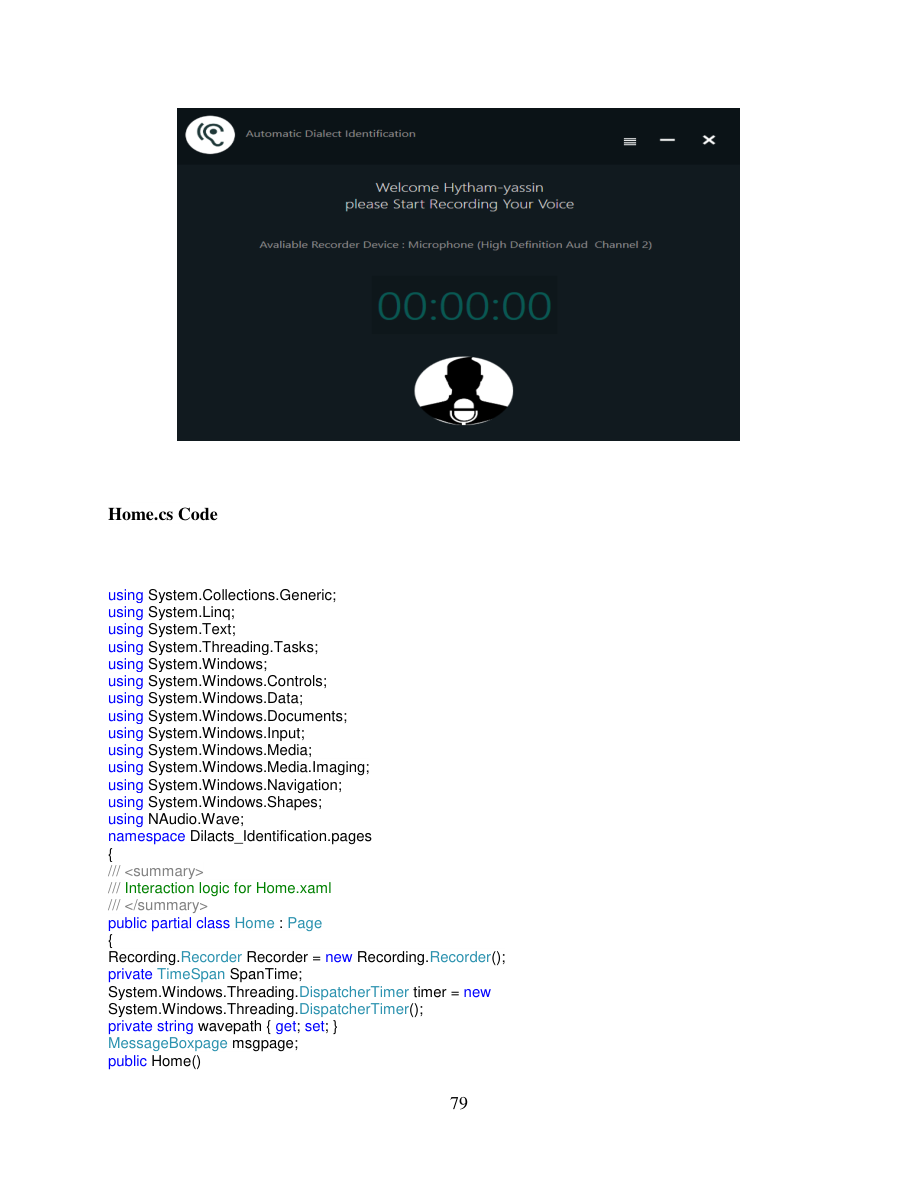 Automatic Dialect Identification
Welcome Hytham-yassin
please Start Recording Your Voice
Avaliable Recorder Device : Microphone (High Definition Aud Channel 2)
00:00:00
Home.cs Code
using System.Collections.Generic;
using System.Linq;
using System.Text;
using System.Threading.Tasks;
using System.Windows;
using System.Windows.Controls;
using System.Windows.Data;
using System.Windows.Documents;
using System.Windows.Input;
using System.Windows.Media;
using System.Windows.Media.Imaging;
using System.Windows.Navigation;
using System.Windows.Shapes;
using NAudio.Wave;
namespace Dilacts_Identification.pages
{
/// <summary>
/// Interaction logic for Home.xaml
/// </summary>
public partial class Home : Page
{
Recording.Recorder Recorder = new Recording.Recorder();
private TimeSpan SpanTime;
System.Windows.Threading.DispatcherTimer timer = new
System.Windows.Threading.DispatcherTimer();
private string wavepath { get; set; }
MessageBoxpage msgpage;
public Home()
79